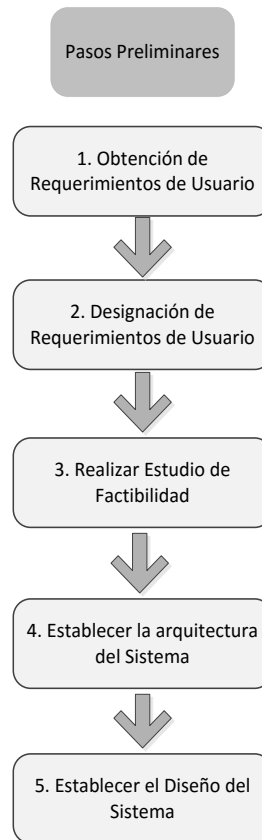 Pasos Preliminares
1. Obtención de
Requerimientos de Usuario
2. Designación de
Requerimientos de Usuario
3. Realizar Estudio de
Factibilidad
4. Establecer la arquitectura
del Sistema
5. Establecer el Diseño del
Sistema